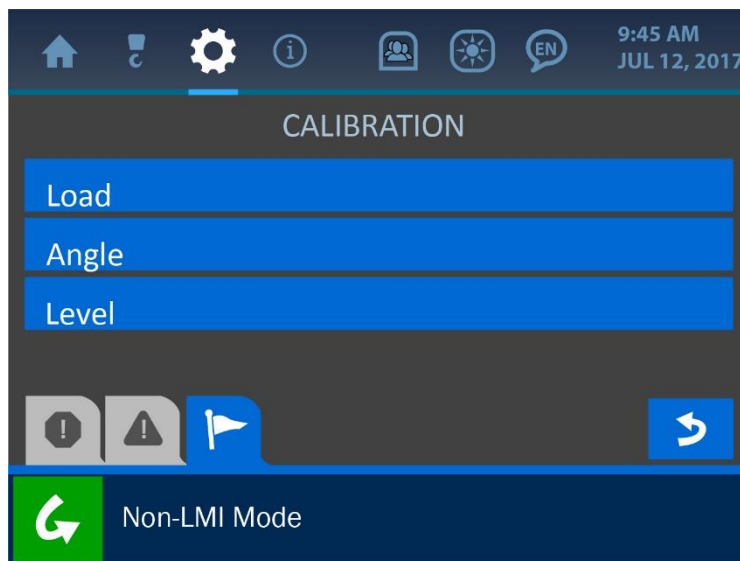 EN
9:45 AM
JUL 12, 2017
CALIBRATION
Load
Angle
Level
Non-LMI Mode